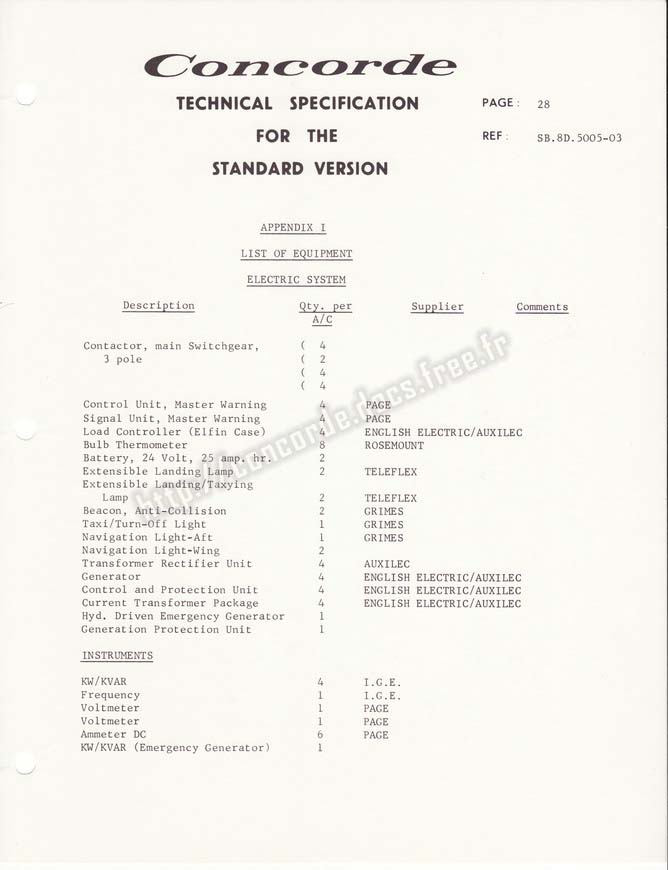 Concorde
TECHNICAL SPECIFICATION PAGE: 28
FOR THE REF: SB.8D.5005-03
STANDARD VERSION
APPENDIX I
LIST OF EQUIPMENT
ELECTRIC SYSTEM
Description Qty. per Supplier Comments
A/C
Contactor, main Switchgear, ( 4
3 pole ( 2
( 4
( 4
Control Unit, Master Warning 4 PAGE
Signal Unit, Master Warning 4 PAGE
Load Controller (Elfin Case) 4 ENGLISH ELECTRIC/AUXILEC
Bulb Thermometer 8 ROSEMOUNT
Battery, 24 Volt, 25 amp. hr. 2
Extensible Landing Lamp 2 TELEFLEX
Extensible Landing/Taxying
Lamp 2 TELEFLEX
Beacon, Anti-Collision 2 GRIMES
Taxi/Turn-Off Light 1 GRIMES
Navigation Light-Aft 1 GRIMES
Navigation Light-Wing 2
Transformer Rectifier Unit 4 AUXILEC
Generator 4 ENGLISH ELECTRIC/AUXILEC
Control and Protection Unit 4 ENGLISH ELECTRIC/AUXILEC
Current Transformer Package 4 ENGLISH ELECTRIC/AUXILEC
Hyd. Driven Emergency Generator 1
Generation Protection Unit 1
INSTRUMENTS
KW/KVAR 4 I.G.E.
Frequency 1 I.G.E.
Voltmeter 1 PAGE
Voltmeter 1 PAGE
Ammeter DC 6 PAGE
KW/KVAR (Emergency Generator) 1
http://concorde.docs.free.fr